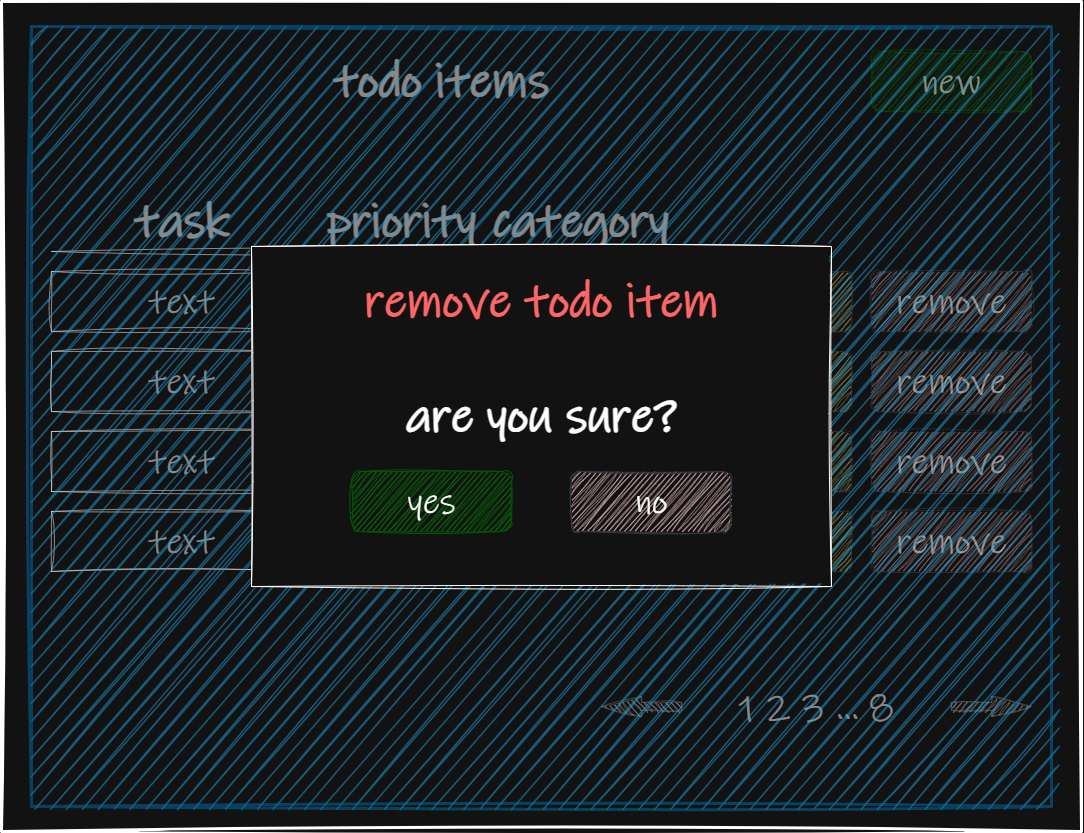 todo items
new
task priority category
remove todo item
text remove
text remove
are you sure?
text remove
yes no
text remove
1 2 3 ... 8